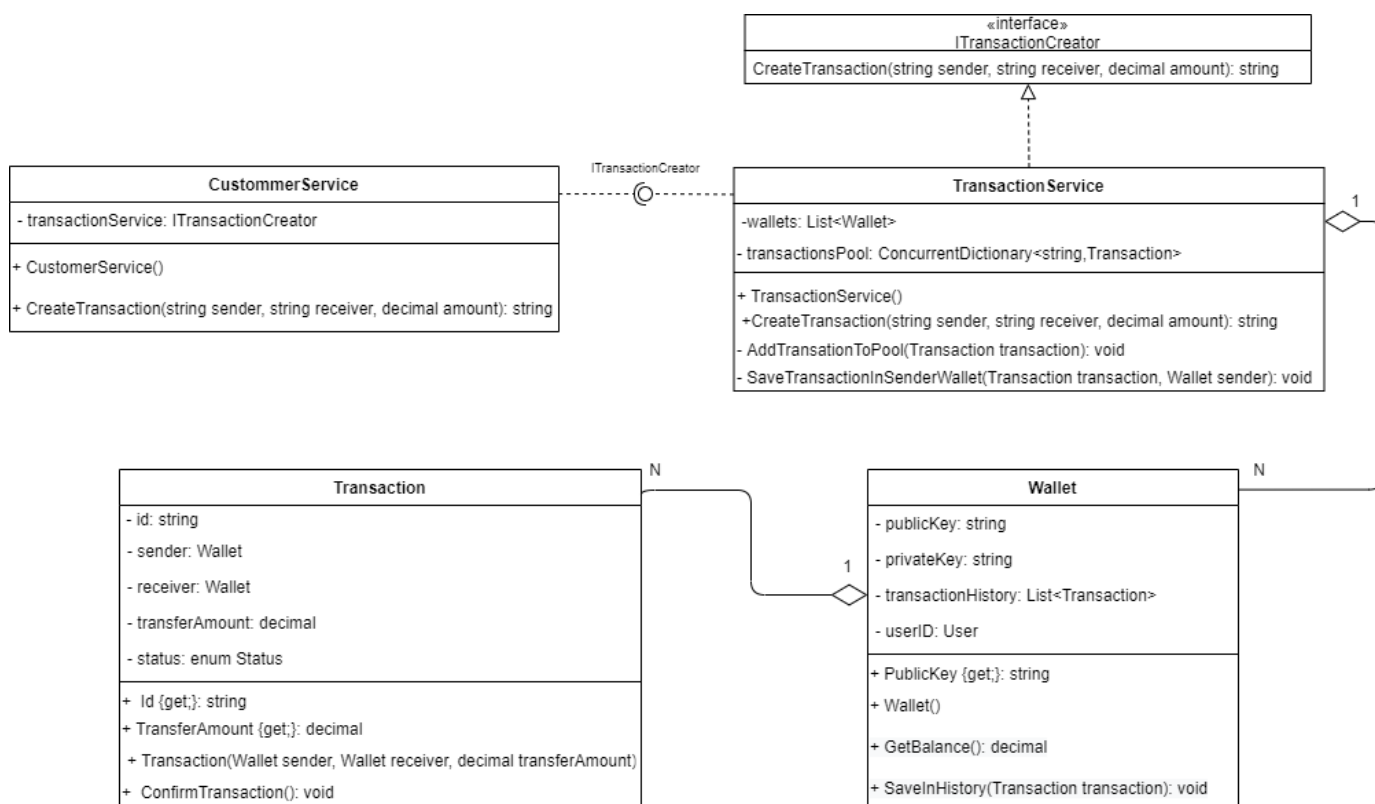 «interface»
ITransactionCreator
CreateTransaction(string sender, string receiver, decimal amount): string
CustommerService
- transactionService: ITransactionCreator
+ CustomerService()
+ CreateTransaction(string sender, string receiver, decimal amount): string
ITransactionCreator
TransactionService
-wallets: List<Wallet>
- transactionsPool: ConcurrentDictionary<string,Transaction>
+ TransactionService()
+CreateTransaction(string sender, string receiver, decimal amount): string
- AddTransationToPool(Transaction transaction): void
- SaveTransactionInSenderWallet(Transaction transaction, Wallet sender): void
1
Transaction
- id: string
- sender: Wallet
- receiver: Wallet
- transferAmount: decimal
- status: enum Status
+ Id {get;}: string
+ TransferAmount {get;}: decimal
+ Transaction(Wallet sender, Wallet receiver, decimal transferAmount)
+ ConfirmTransaction(): void
N
1
Wallet
- publicKey: string
- privateKey: string
- transactionHistory: List<Transaction>
- userID: User
+ PublicKey {get;}: string
+ Wallet()
+ GetBalance(): decimal
+ SaveInHistory(Transaction transaction): void
N